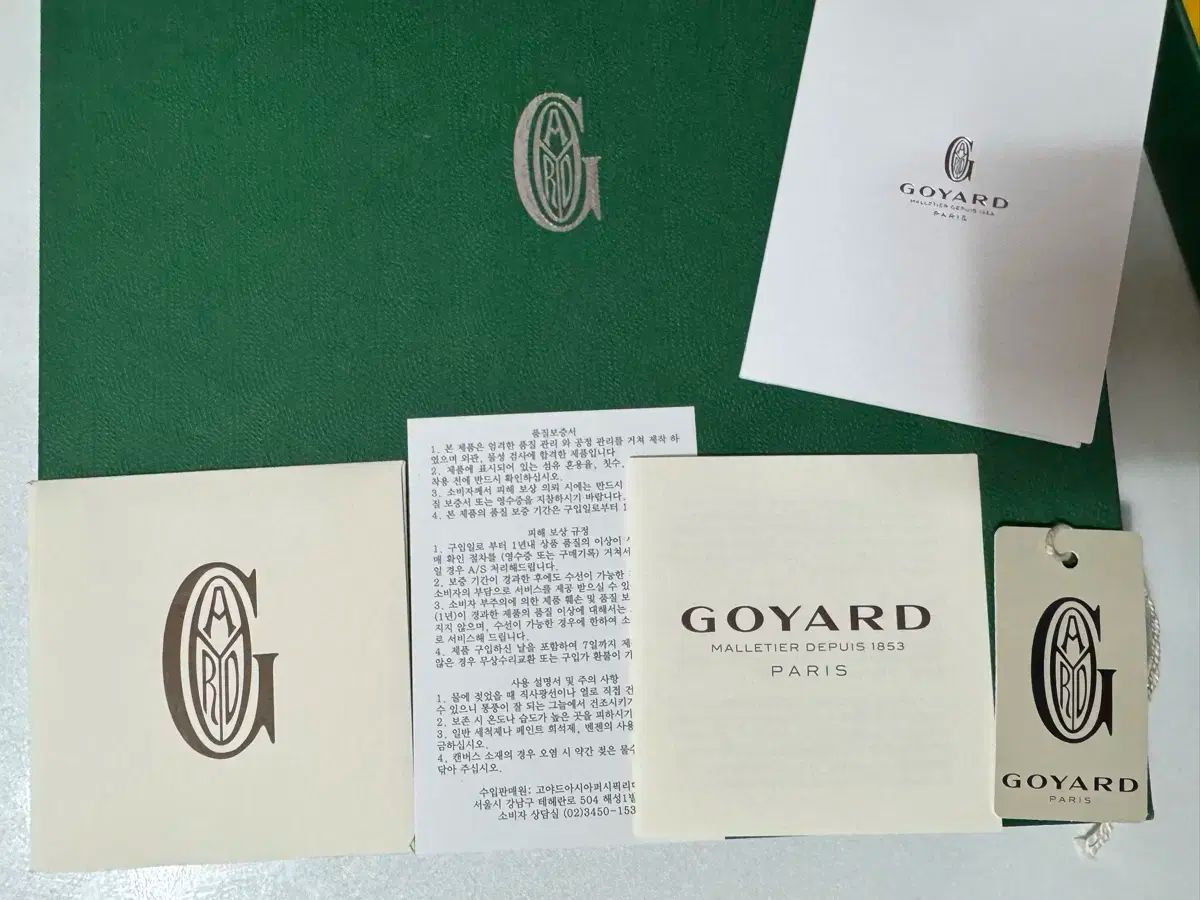 GOYARD
GOYARD
MALLETIER DEPUIS 1853
PARIS
품질보증서
1. 본 제품은 엄격한 품질 관리 와 공정 관리를 거쳐 제작 하
였으며 외관, 물성 검사에 합격한 제품입니다
2. 제품에 표시되어 있는 섬유 혼용율, 칫수,
착용 전에 반드시 확인하십시오.
3. 소비자께서 피해 보상 의뢰 시에는 반드시
질 보증서 또는 영수증을 지참하시기 바랍니다.
4. 본 제품의 품질 보증 기간은 구입일로부터 1
피해 보상 규정
1. 구입일로 부터 1년내 상품 품질의 이상이
매 확인 절차를 (영수증 또는 구매기록) 거쳐서
일 경우 A/S 처리해드립니다.
2. 보증 기간이 경과한 후에도 수선이 가능한
소비자의 부담으로 서비스를 제공 받으실 수 있
3. 소비자 부주의에 의한 제품 훼손 및 품질 보
(1년)이 경과한 제품의 품질 이상에 대해서는
지지 않으며, 수선이 가능한 경우에 한하여 소
로 서비스해 드립니다.
4. 제품 구입하신 날을 포함하여 7일까지 제
않은 경우 무상수리교환 또는 구입가 환불이 가
사용 설명서 및 주의 사항
1. 물에 젖었을 때 직사광선이나 열로 직접 건
수 있으니 통풍이 잘 되는 그늘에서 건조시키기
2. 보존 시 온도나 습도가 높은 곳을 피하시기
3. 일반 세척제나 페인트 희석제, 벤젠의 사용
금하십시오.
4. 캔버스 소재의 경우 오염 시 약간 젖은 물수
닦아 주십시오.
수입판매원: 고야드아시아퍼시픽리미
서울시 강남구 테헤란로 504 해성1빌
소비자 상담실 (02)3450-153
GOYARD
GOYARD
MALLETIER DEPUIS 1853
PARIS
GOYARD
GOYARD
PARIS